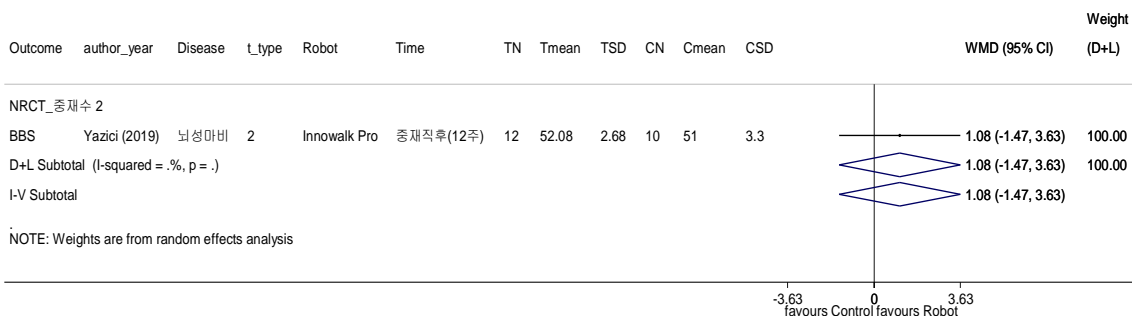 Weight
Outcome author_year Disease t_type Robot Time TN Tmean TSD CN Cmean CSD WMD (95% CI) (D+L)
NRCT_중재수 2
BBS Yazici (2019) 뇌성마비 2 Innowalk Pro 중재직후(12주) 12 52.08 2.68 10 51 3.3 1.08 (-1.47, 3.63) 100.00
D+L Subtotal (I-squared = .%, p = .) 1.08 (-1.47, 3.63) 100.00
I-V Subtotal 1.08 (-1.47, 3.63)
.
NOTE: Weights are from random effects analysis
-3.63 0 3.63
favours Control favours Robot